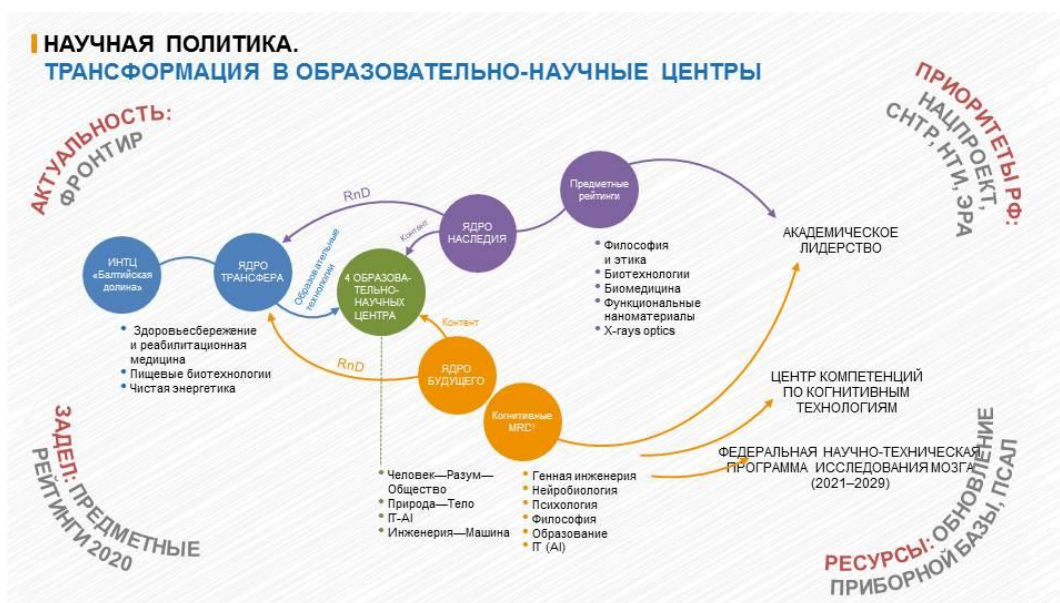 НАУЧНАЯ ПОЛИТИКА.
ТРАНСФОРМАЦИЯ В ОБРАЗОВАТЕЛЬНО-НАУЧНЫЕ ЦЕНТРЫ
АКТУАЛЬНОСТЬ:
ФРОНТИР
ПРИОРИТЕТЫ РФ:
НАЦПРОЕКТ,
СНТР, НТИ, ЭРА
ИНТЦ
«Балтийская
долина»
ЯДРО
ТРАНСФЕРА
RnD
Образовательные
технологии
4 ОБРАЗОВА-
ТЕЛЬНО-
НАУЧНЫХ
ЦЕНТРА
Контент
ЯДРО
НАСЛЕДИЯ
Предметные
рейтинги
• Философия
и этика
• Биотехнологии
• Биомедицина
• Функциональные
наноматериалы
• X-rays optics
АКАДЕМИЧЕСКОЕ
ЛИДЕРСТВО
• Здоровьесбережение
и реабилитационная
медицина
• Пищевые биотехнологии
• Чистая энергетика
RnD
Контент
ЯДРО
БУДУЩЕГО
Когнитивные
MRD¹
ЦЕНТР КОМПЕТЕНЦИЙ
ПО КОГНИТИВНЫМ
ТЕХНОЛОГИЯМ
ФЕДЕРАЛЬНАЯ НАУЧНО-ТЕХНИЧЕСКАЯ
ПРОГРАММА ИССЛЕДОВАНИЯ МОЗГА
(2021–2029)
• Человек—Разум—
Общество
• Природа—Тело
• IT-AI
• Инженерия—Машина
• Генная инженерия
• Нейробиология
• Психология
• Философия
• Образование
• IT (AI)
ЗАДЕЛ: ПРЕДМЕТНЫЕ
РЕЙТИНГИ 2020
РЕСУРСЫ: ОБНОВЛЕНИЕ
ПРИБОРНОЙ БАЗЫ, ПСАП